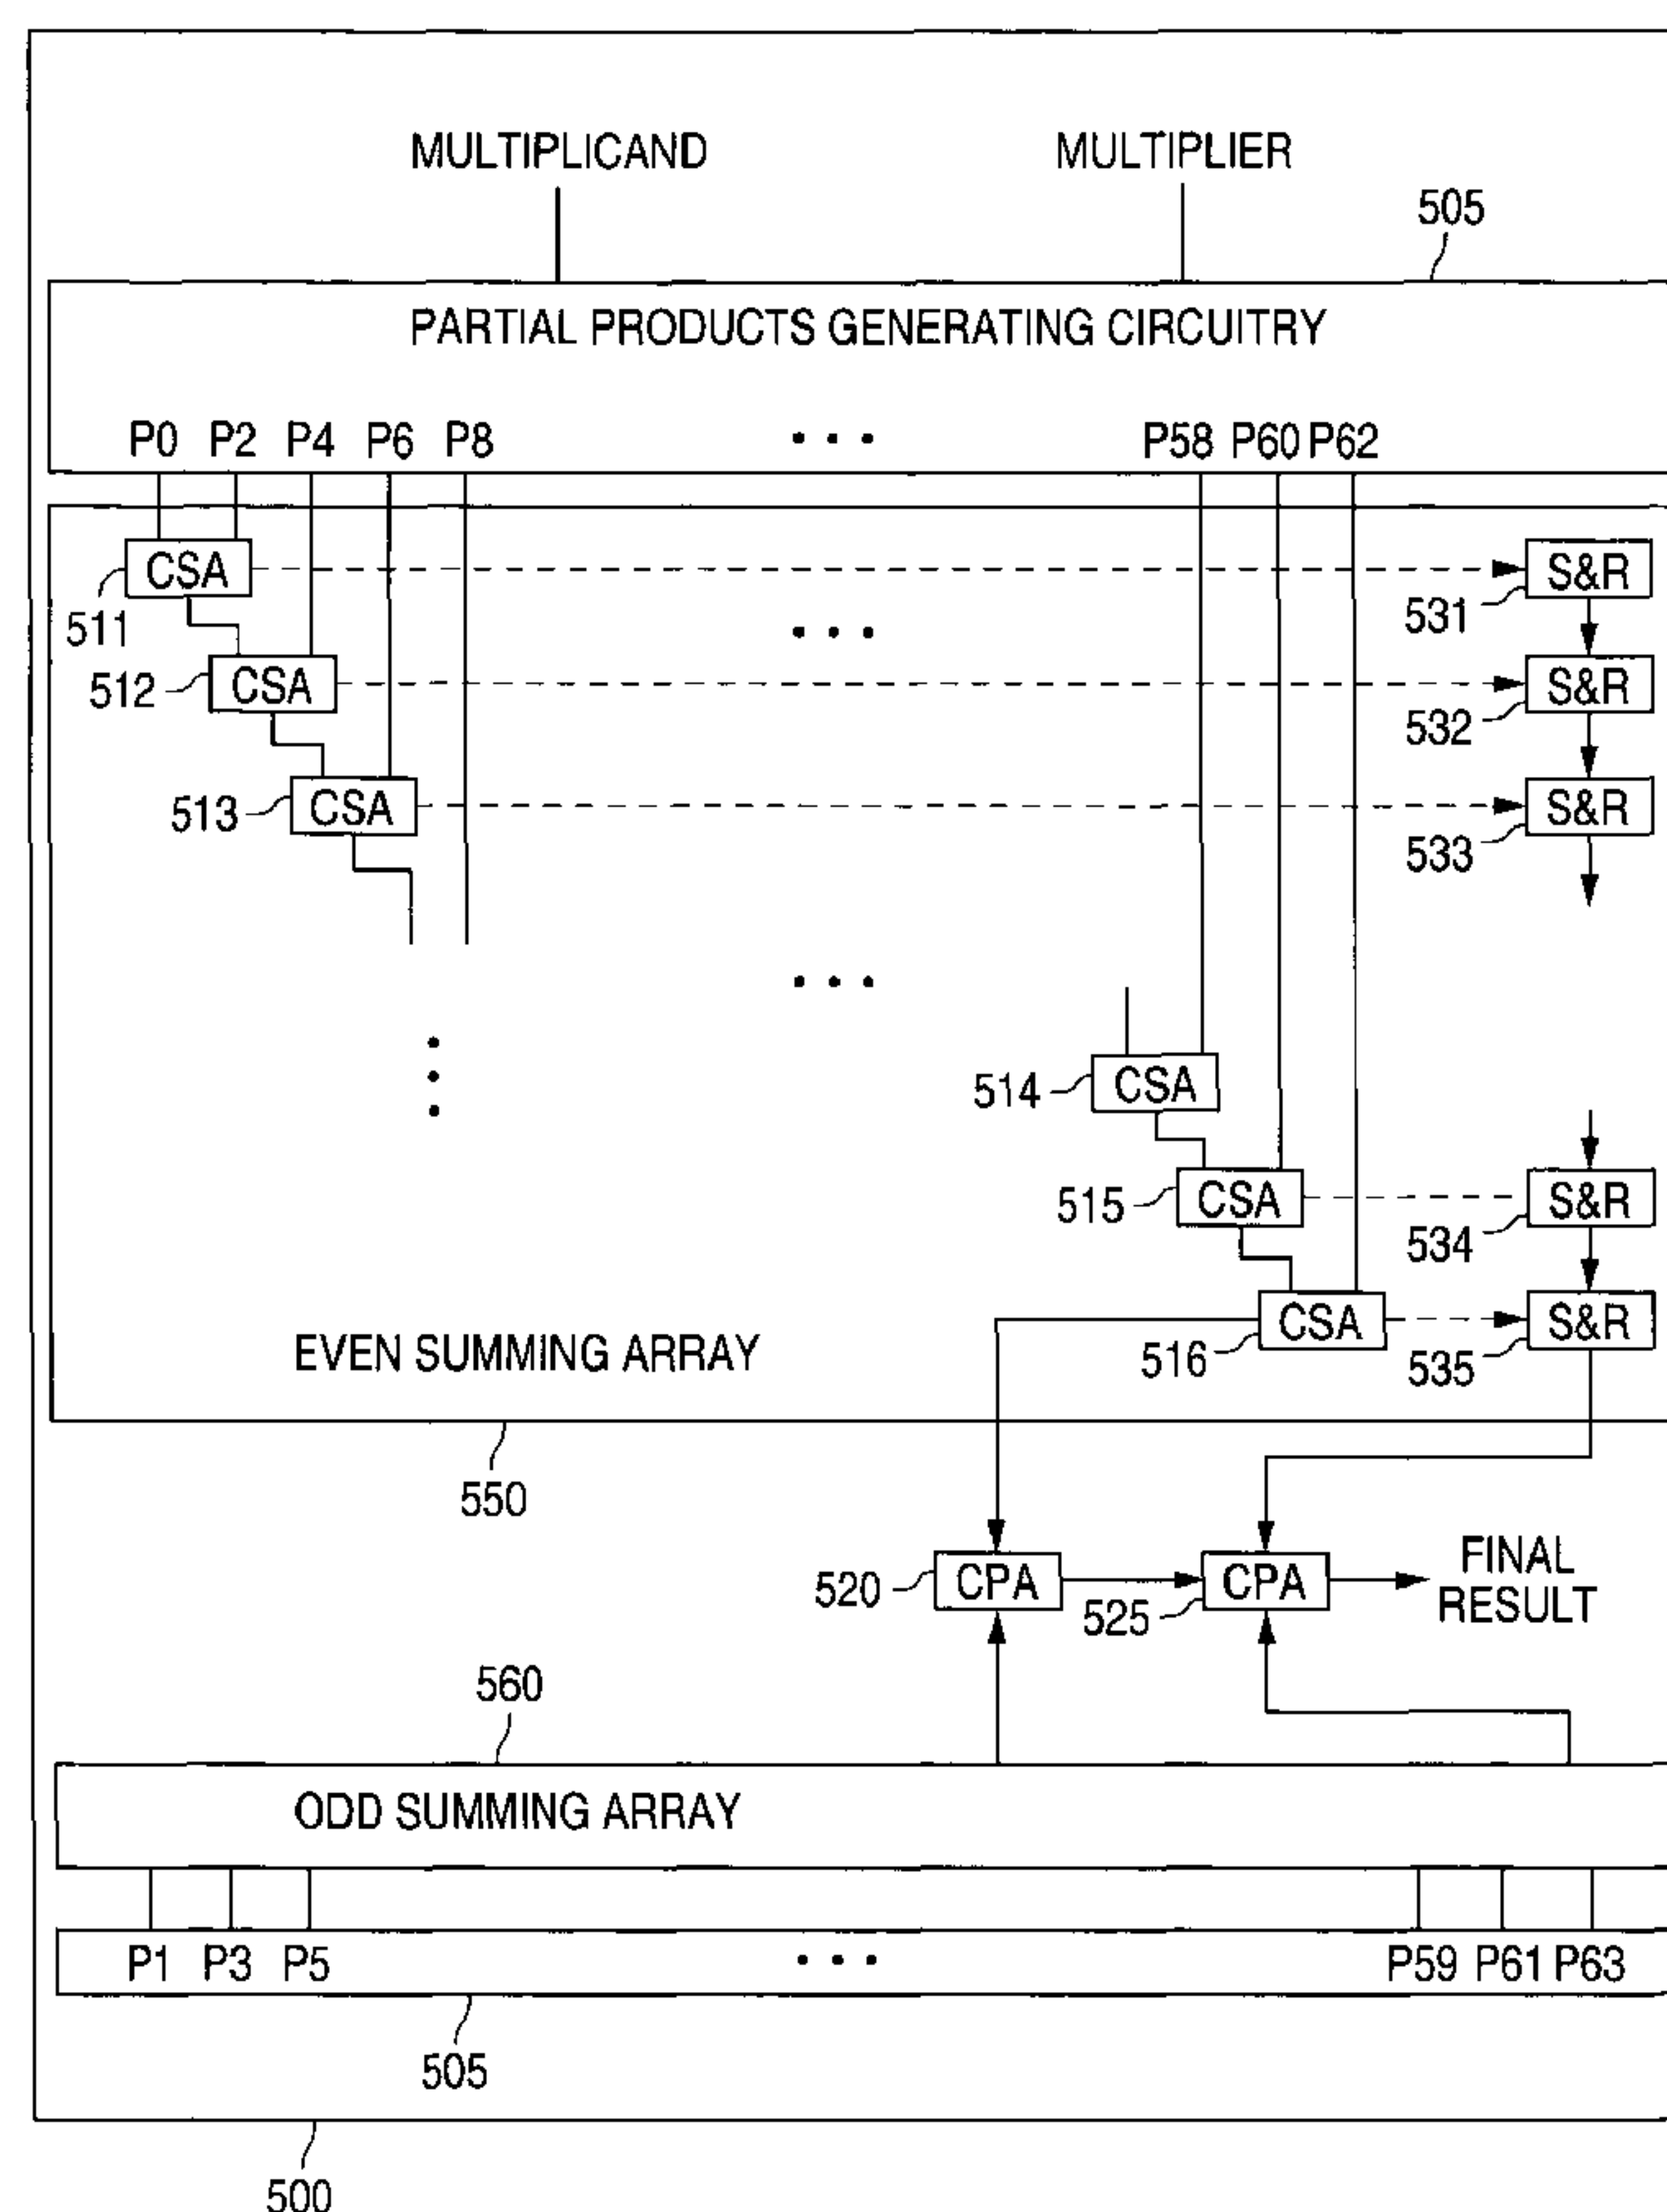 MULTIPLICAND MULTIPLIER
505
PARTIAL PRODUCTS GENERATING CIRCUITRY
P0 P2 P4 P6 P8 • • • P58 P60 P62
CSA S&R
511 531
• • •
512 CSA S&R
532
513 CSA S&R
533
• • •
514 CSA
515 CSA S&R
534
CSA S&R
516 535
EVEN SUMMING ARRAY
550
FINAL
520 CPA CPA RESULT
525
560
ODD SUMMING ARRAY
P1 P3 P5 • • • P59 P61 P63
505
500